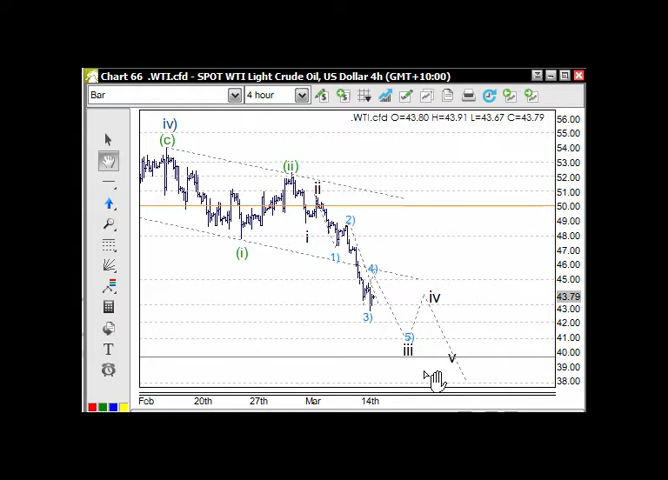 Chart 66 .WTI.cfd - SPOT WTI Light Crude Oil, US Dollar 4h (GMT+10:00)
Bar 4 hour
.WTI.cfd O=43.80 H=43.91 L=43.67 C=43.79
56.00
iv)
55.00
(c)
54.00
53.00
(ii)
52.00
ii
51.00
50.00
2)
49.00
i
48.00
(i)
1)
47.00
46.00
4)
45.00
iv
43.79
3)
42.00
5)
41.00
iii
40.00
v
39.00
38.00
Feb 20th 27th Mar 14th
T